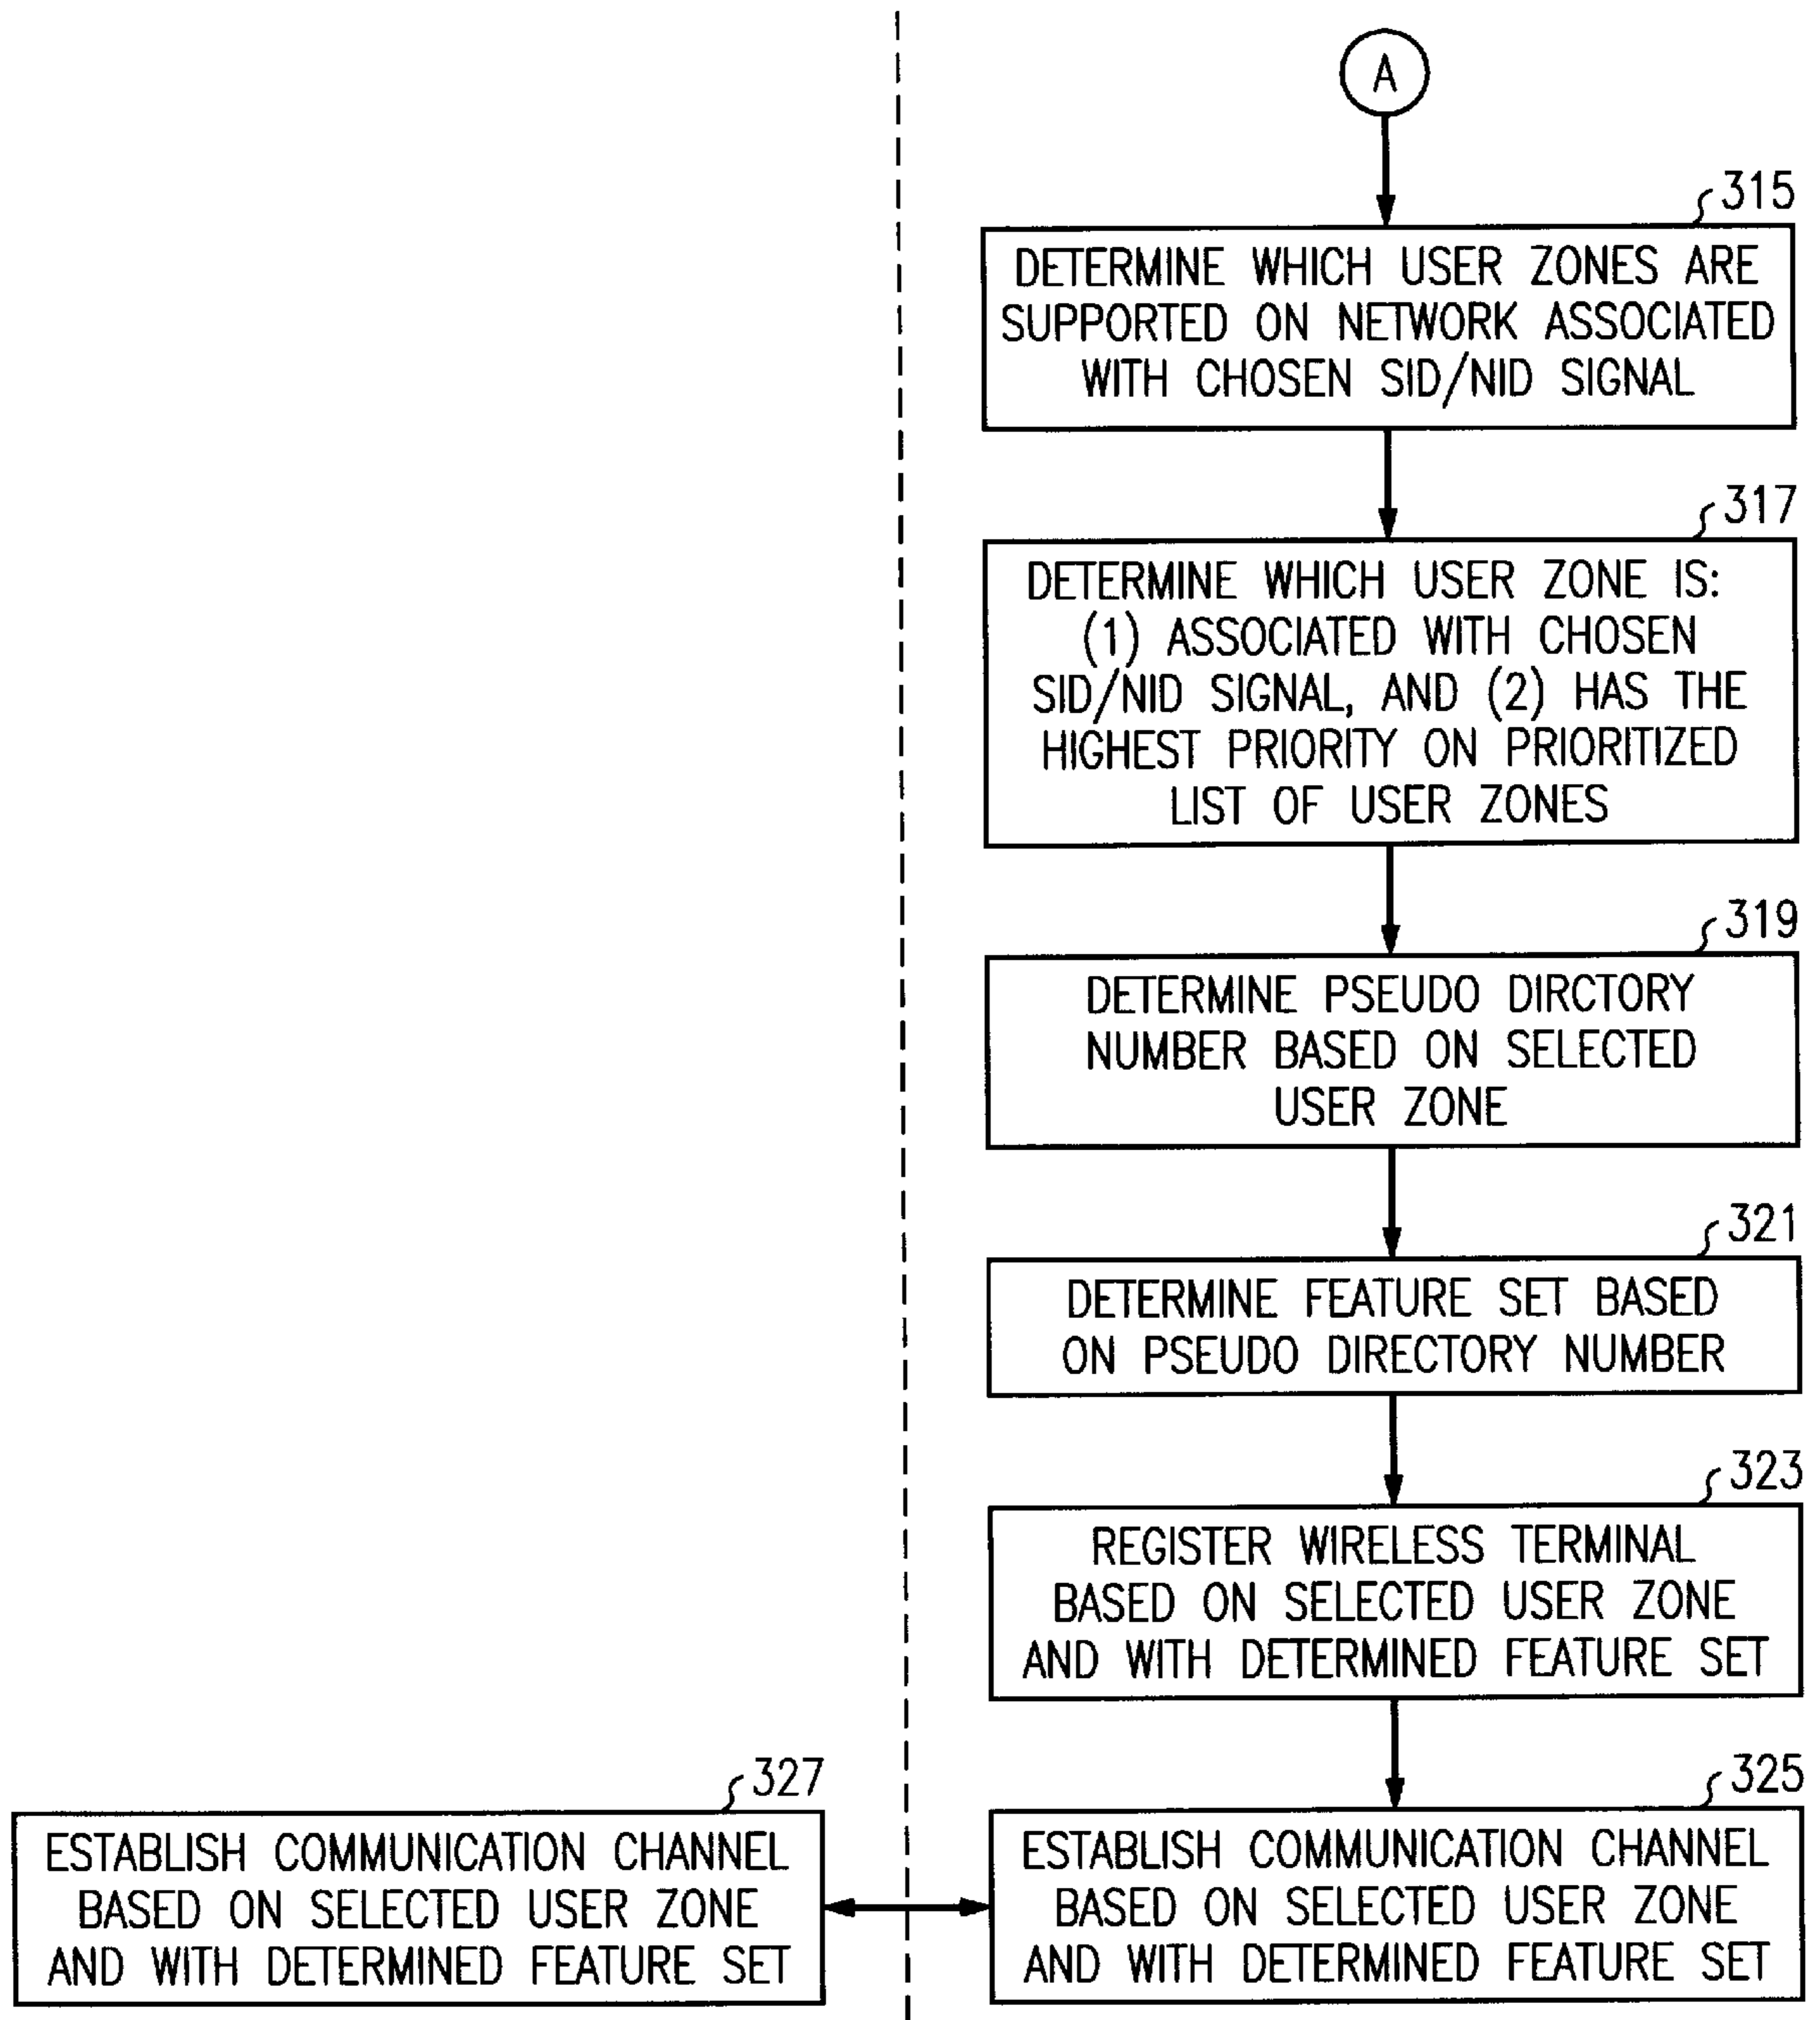 A
315
DETERMINE WHICH USER ZONES ARE
SUPPORTED ON NETWORK ASSOCIATED
WITH CHOSEN SID/NID SIGNAL
317
DETERMINE WHICH USER ZONE IS:
(1) ASSOCIATED WITH CHOSEN
SID/NID SIGNAL, AND (2) HAS THE
HIGHEST PRIORITY ON PRIORITIZED
LIST OF USER ZONES
319
DETERMINE PSEUDO DIRCTORY
NUMBER BASED ON SELECTED
USER ZONE
321
DETERMINE FEATURE SET BASED
ON PSEUDO DIRECTORY NUMBER
323
REGISTER WIRELESS TERMINAL
BASED ON SELECTED USER ZONE
AND WITH DETERMINED FEATURE SET
327
ESTABLISH COMMUNICATION CHANNEL
BASED ON SELECTED USER ZONE
AND WITH DETERMINED FEATURE SET
325
ESTABLISH COMMUNICATION CHANNEL
BASED ON SELECTED USER ZONE
AND WITH DETERMINED FEATURE SET